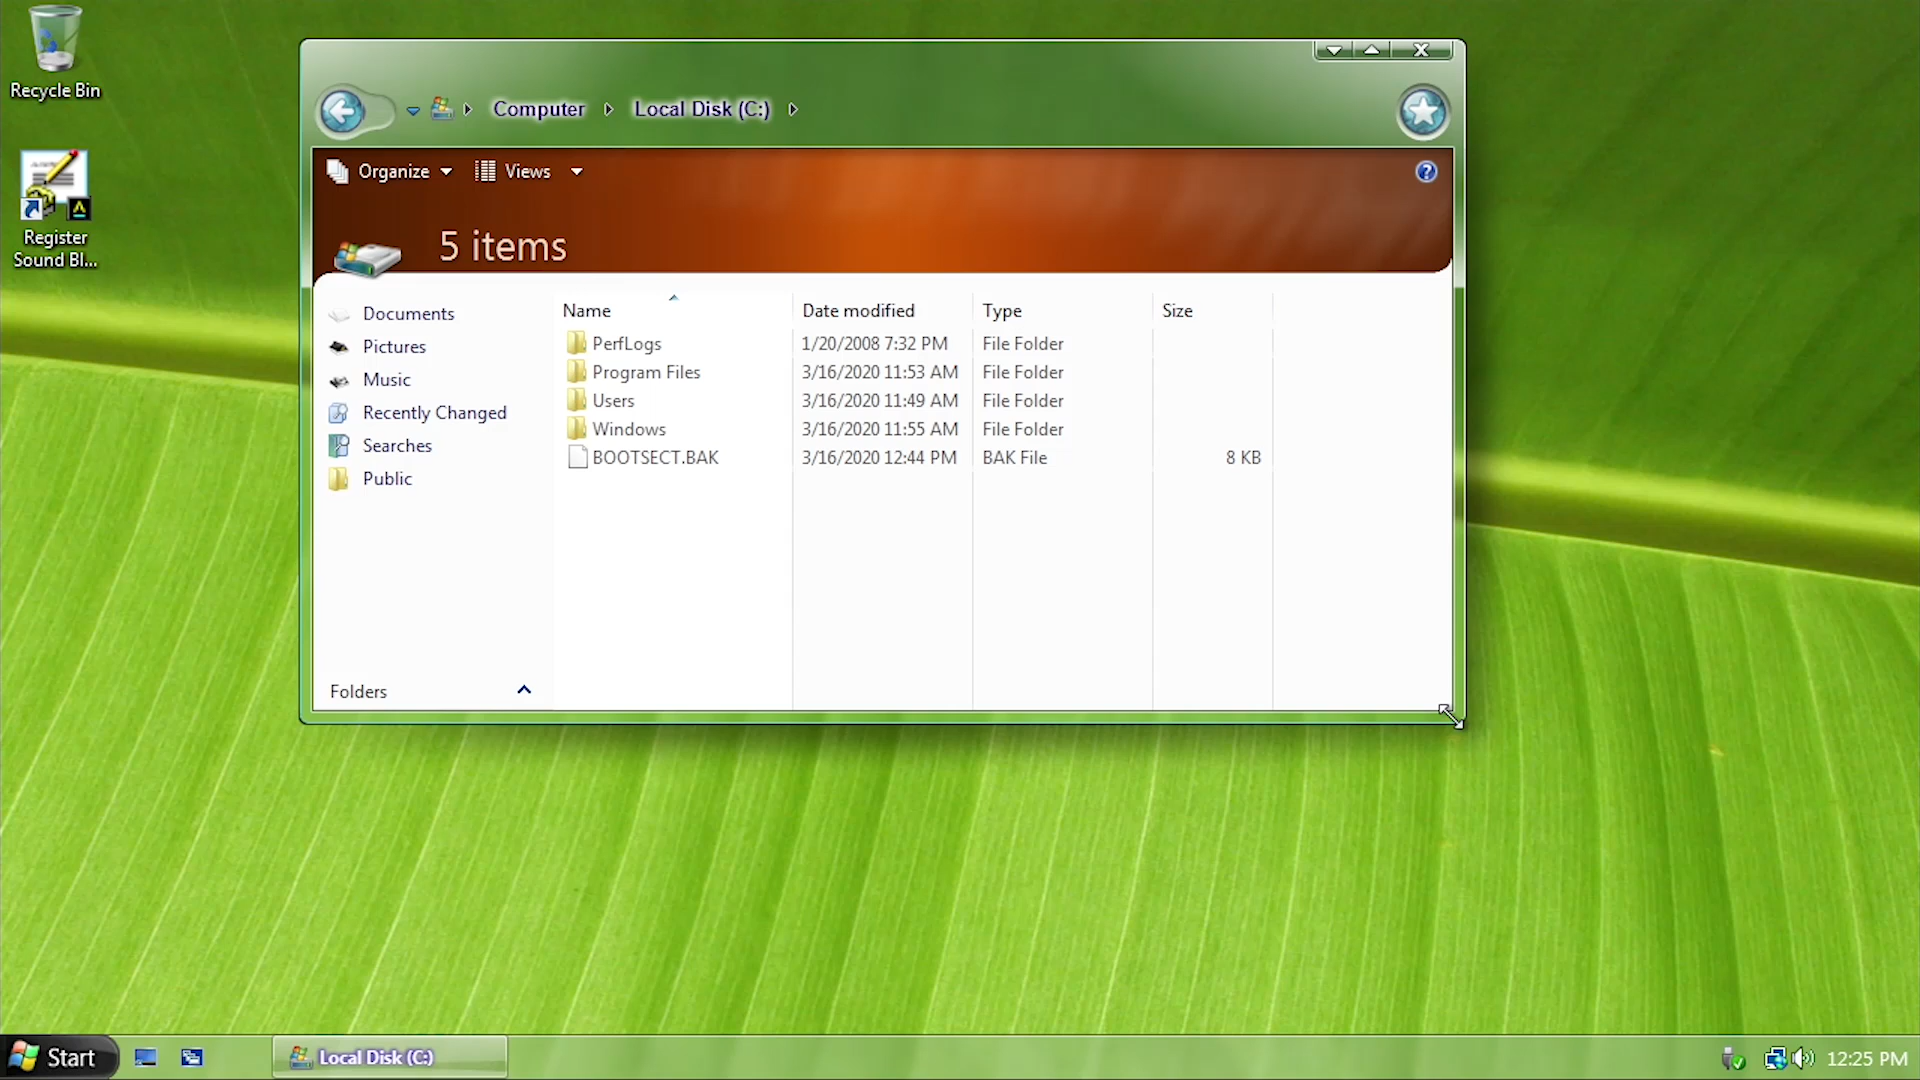 Recycle Bin
Register
Sound Bl...
Computer
Local Disk (C:)
Organize
Views
5 items
Documents
Pictures
Music
Recently Changed
Searches
Public
Folders
Name Date modified Type Size
PerfLogs 1/20/2008 7:32 PM File Folder
Program Files 3/16/2020 11:53 AM File Folder
Users 3/16/2020 11:49 AM File Folder
Windows 3/16/2020 11:55 AM File Folder
BOOTSECT.BAK 3/16/2020 12:44 PM BAK File 8 KB
Start
Local Disk (C:)
12:25 PM